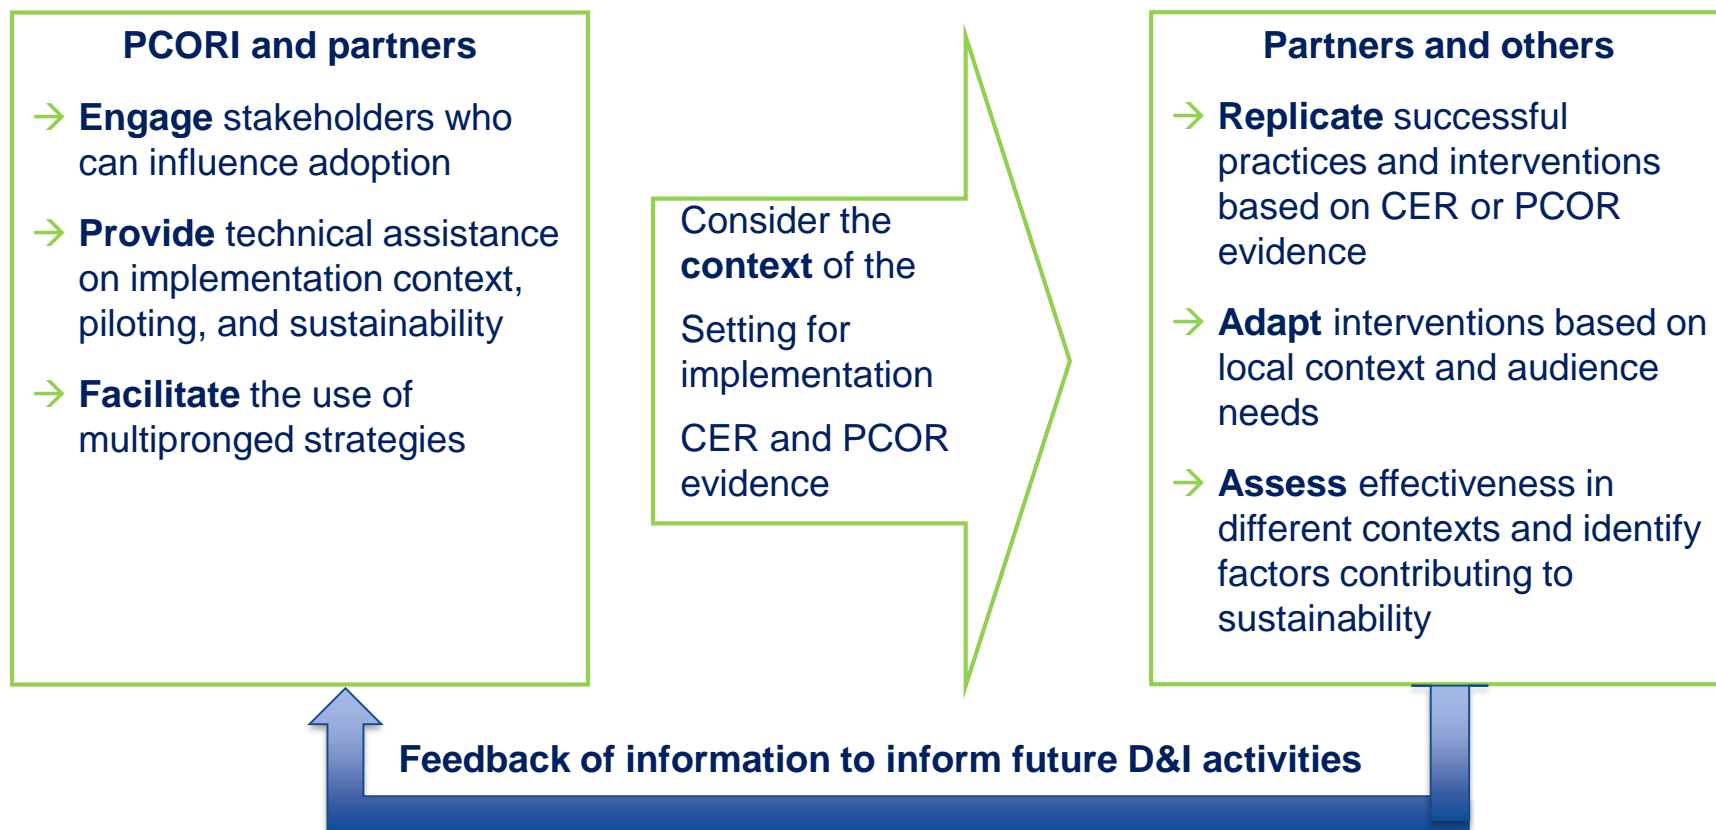 PCORI and partners
→ Engage stakeholders who
can influence adoption
→ Provide technical assistance
on implementation context,
piloting, and sustainability
→ Facilitate the use of
multipronged strategies
Consider the
context of the
Setting for
implementation
CER and PCOR
evidence
Partners and others
→ Replicate successful
practices and interventions
based on CER or PCOR
evidence
→ Adapt interventions based on
local context and audience
needs
→ Assess effectiveness in
different contexts and identify
factors contributing to
sustainability
Feedback of information to inform future D&I activities